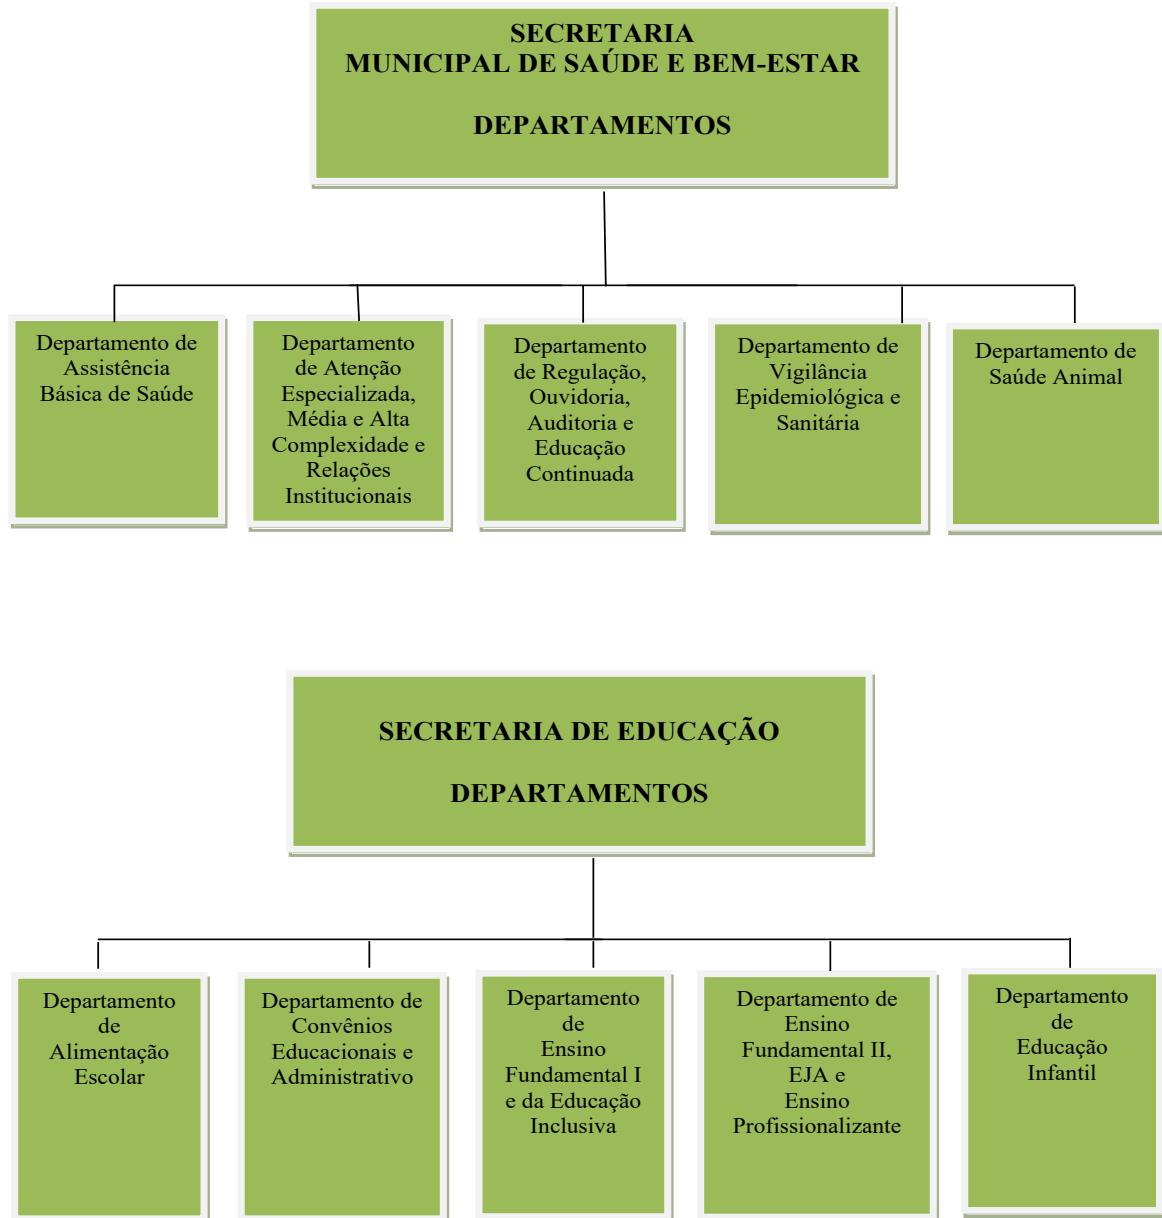 SECRETARIA
MUNICIPAL DE SAÚDE E BEM-ESTAR
DEPARTAMENTOS
Departamento de
Assistência
Básica de Saúde
Departamento
de Atenção
Especializada,
Média e Alta
Complexidade e
Relações
Institucionais
Departamento
de Regulação,
Ouvidoria,
Auditoria e
Educação
Continuada
Departamento de
Vigilância
Epidemiológica e
Sanitária
Departamento de
Saúde Animal
SECRETARIA DE EDUCAÇÃO
DEPARTAMENTOS
Departamento
de
Alimentação
Escolar
Departamento de
Convênios
Educacionais e
Administrativo
Departamento
de
Ensino
Fundamental I
e da Educação
Inclusiva
Departamento de
Ensino
Fundamental II,
EJA e
Ensino
Profissionalizante
Departamento
de
Educação
Infantil